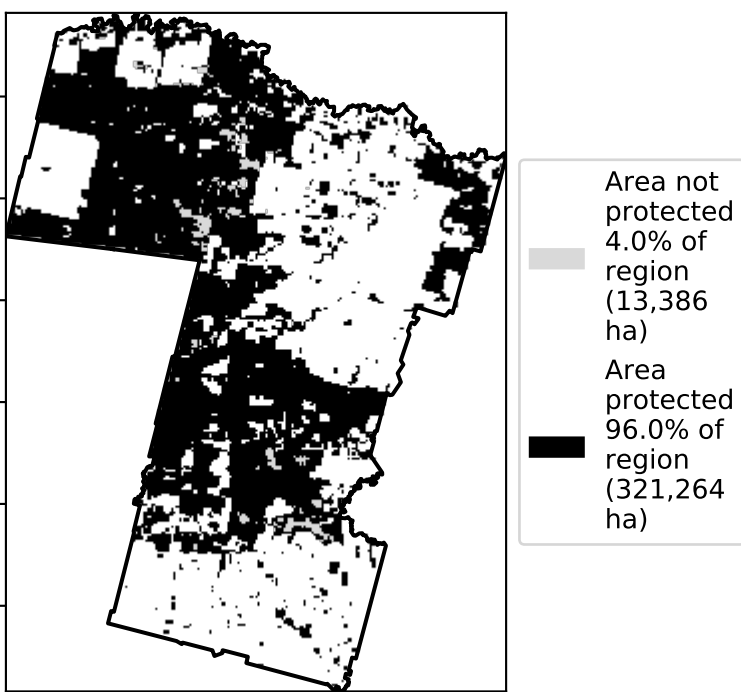 Area not
protected
4.0% of
region
(13,386
ha)
Area
protected
96.0% of
region
(321,264
ha)